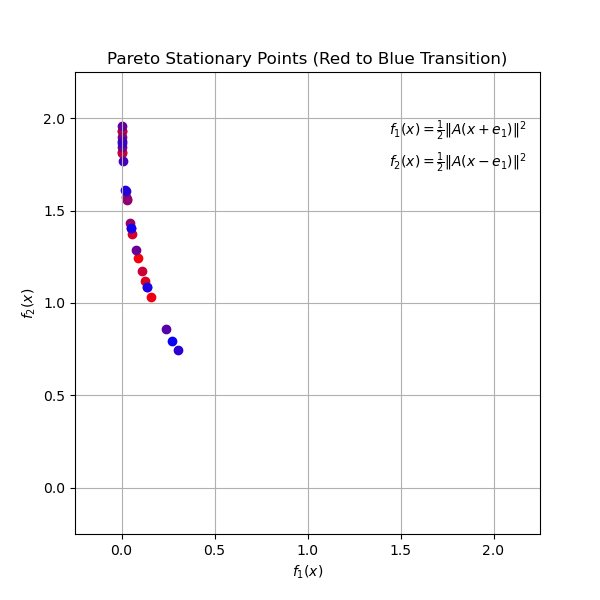 Pareto Stationary Points (Red to Blue Transition)
f₁(x) = ½‖A(x + e₁)‖²
f₂(x) = ½‖A(x − e₁)‖²
2.0
1.5
1.0
0.5
0.0
f₂(x)
0.0 0.5 1.0 1.5 2.0
f₁(x)